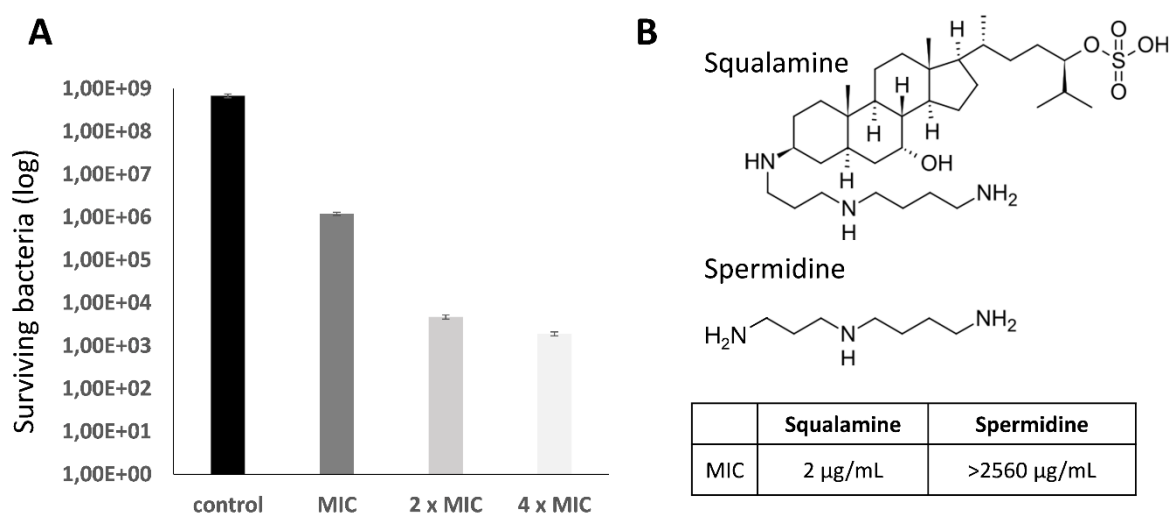 A
Surviving bacteria (log)
1,00E+09
1,00E+08
1,00E+07
1,00E+06
1,00E+05
1,00E+04
1,00E+03
1,00E+02
1,00E+01
1,00E+00
control MIC 2 x MIC 4 x MIC
B
Squalamine
H
O
S
OH
O
O
H
H
H
H
OH
HN
H
N
H
NH2
Spermidine
H2N
N
H
NH2
Squalamine Spermidine
MIC 2 µg/mL >2560 µg/mL